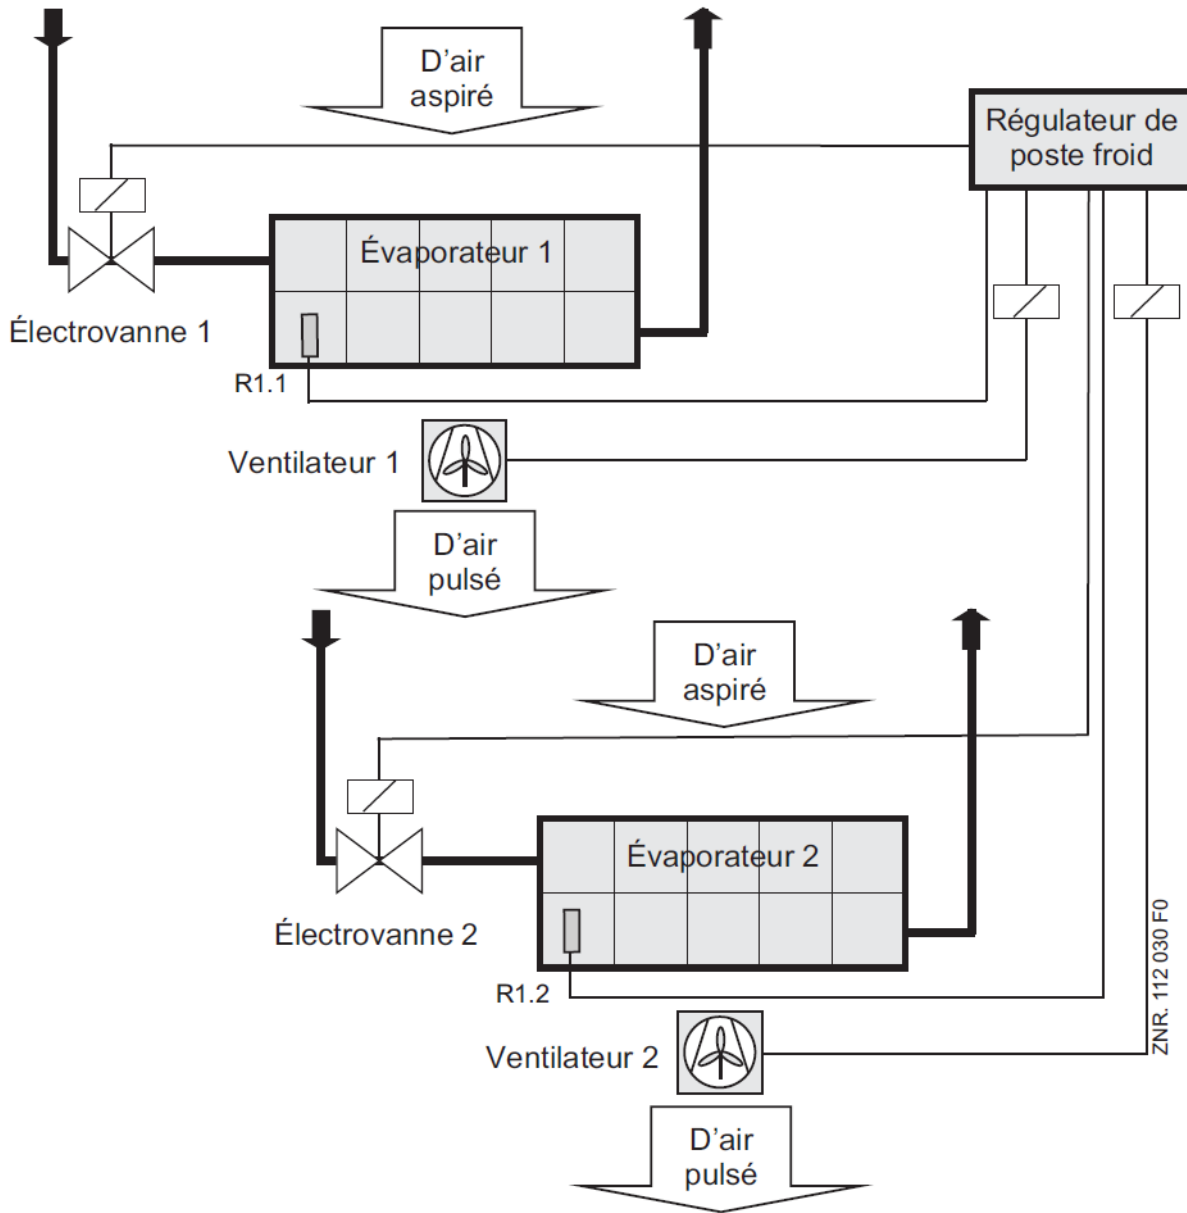 D'air
aspiré
Régulateur de
poste froid
Évaporateur 1
Électrovanne 1
R1.1
Ventilateur 1
D'air
pulsé
D'air
aspiré
Évaporateur 2
Électrovanne 2
R1.2
Ventilateur 2
ZNR. 112 030 F0
D'air
pulsé